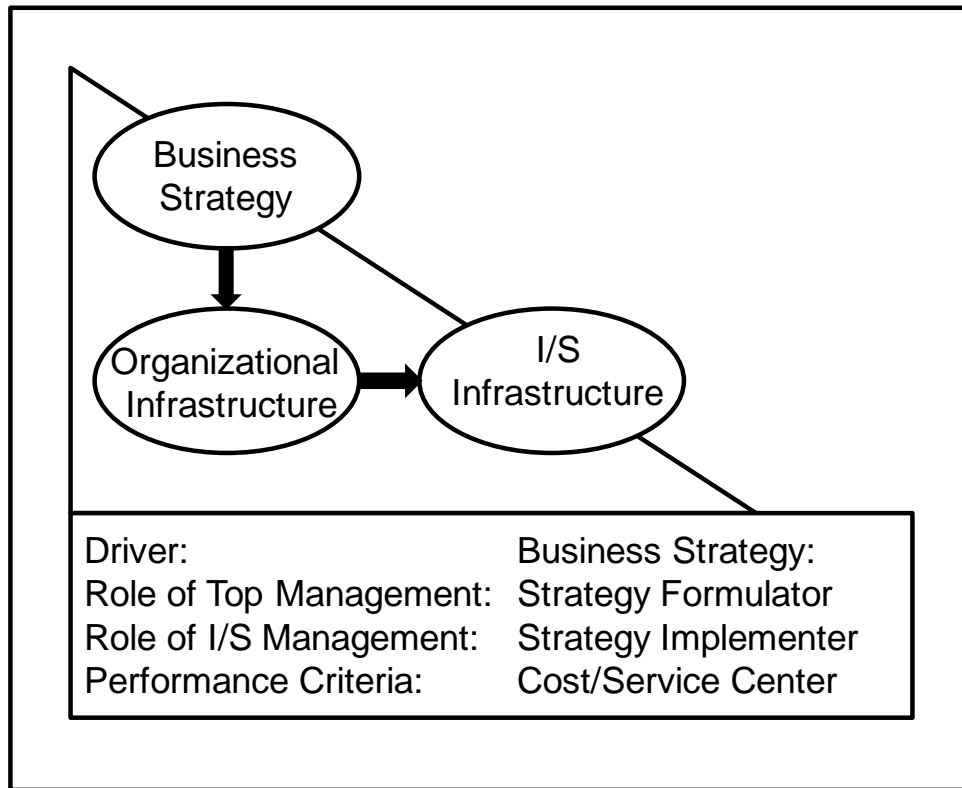 Business
Strategy
Organizational
Infrastructure
I/S
Infrastructure
Driver: Business Strategy:
Role of Top Management: Strategy Formulator
Role of I/S Management: Strategy Implementer
Performance Criteria: Cost/Service Center